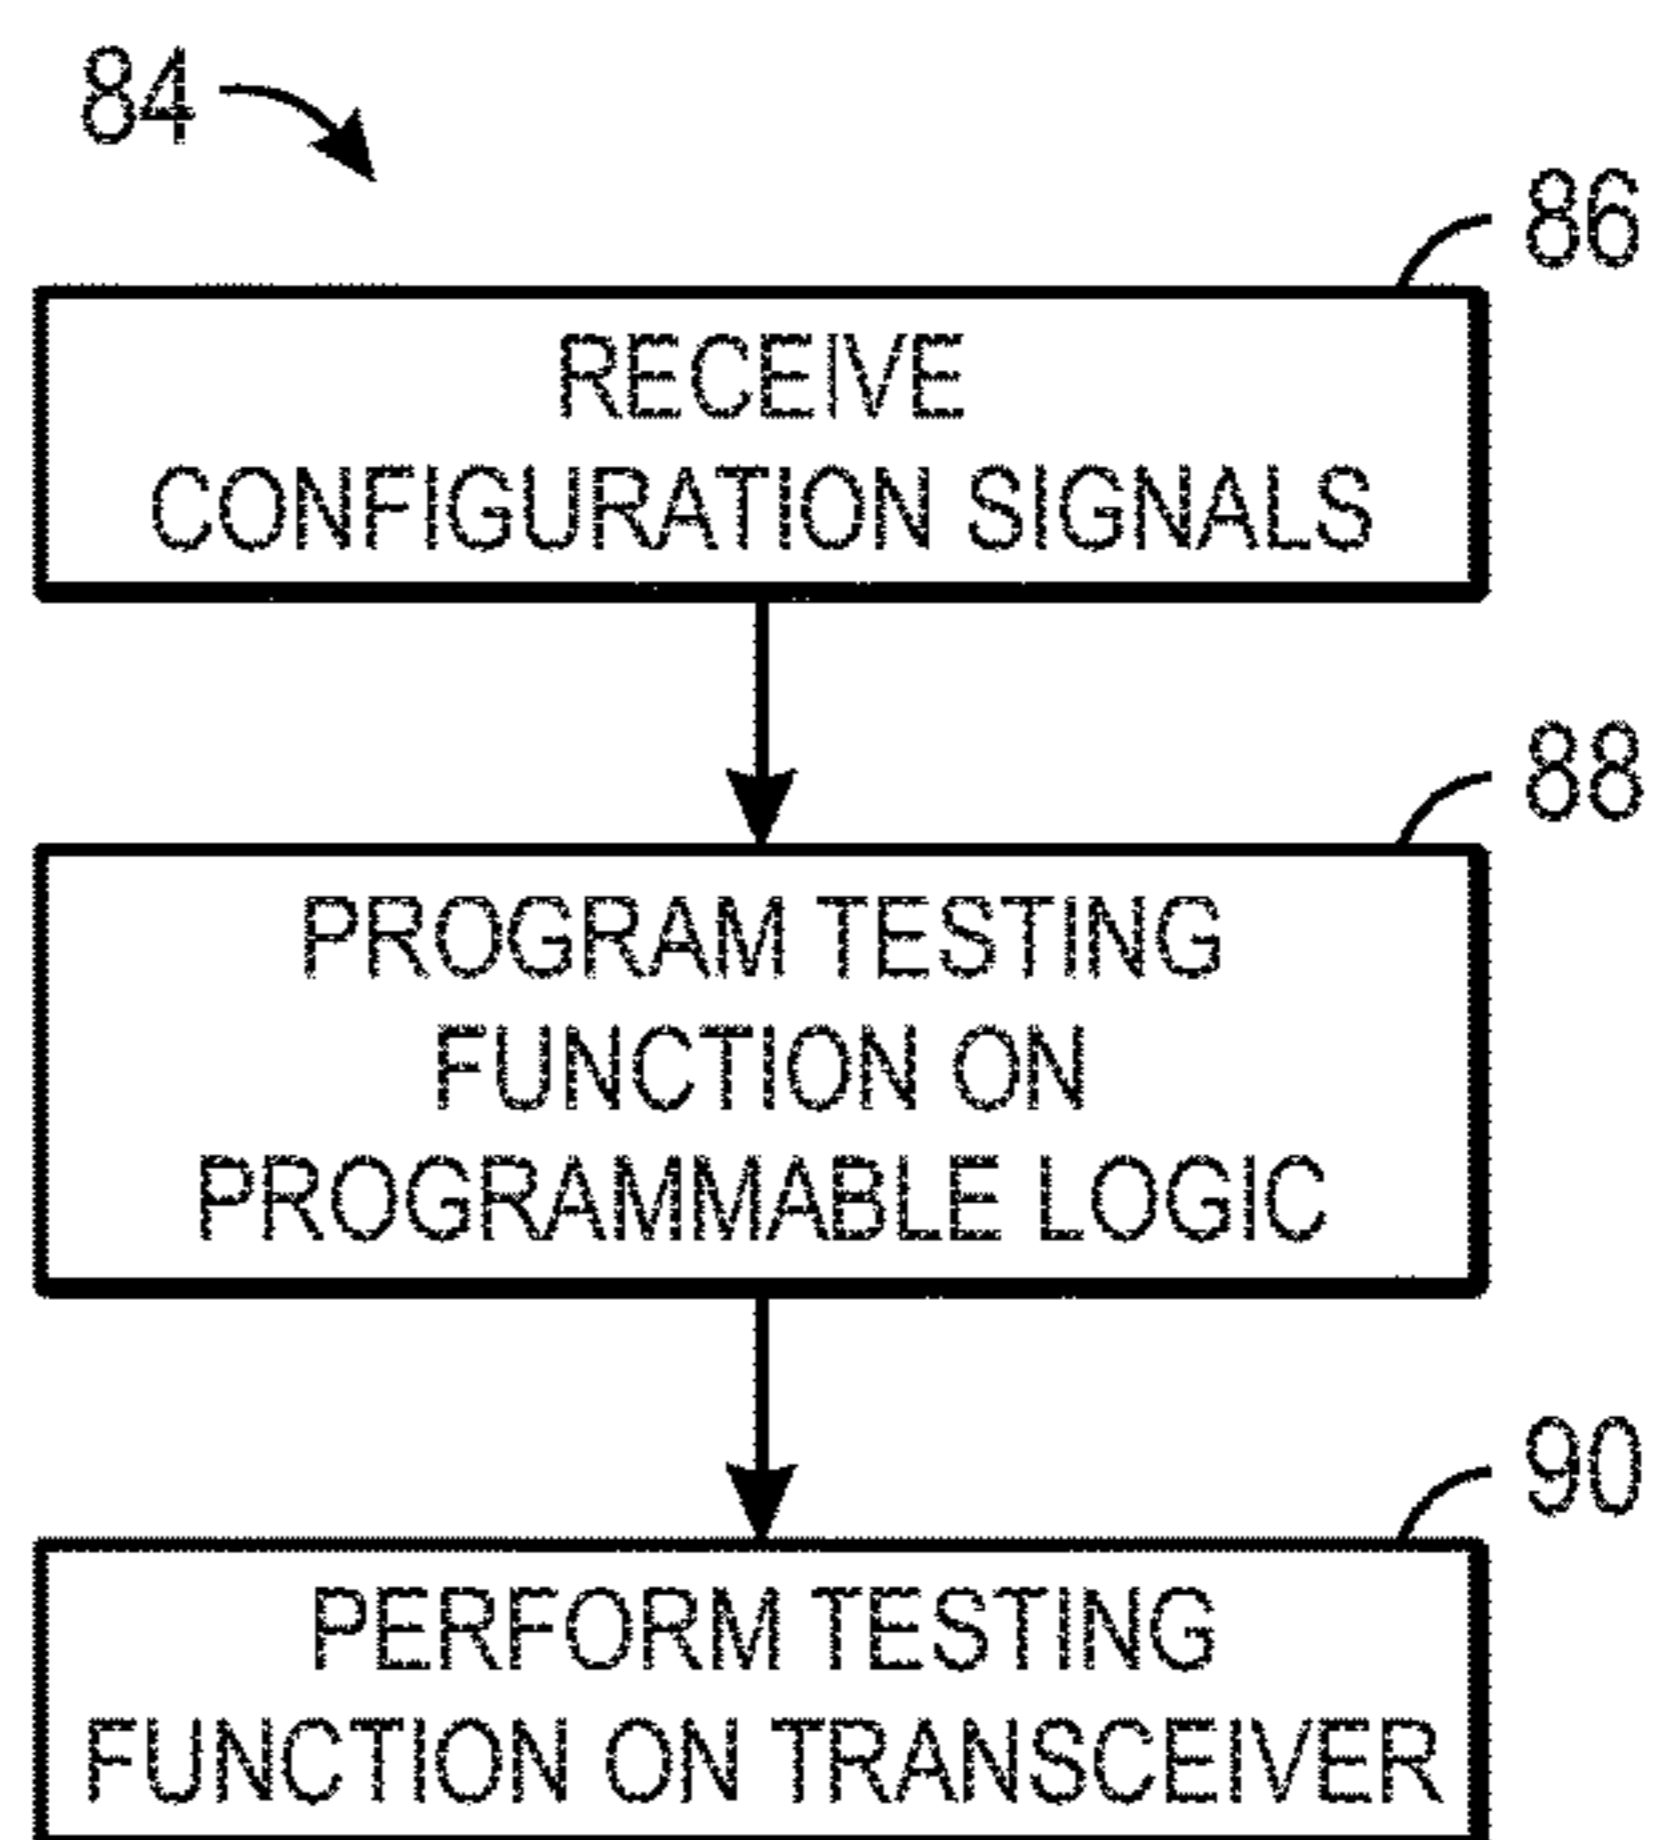 84
86
RECEIVE
CONFIGURATION SIGNALS
88
PROGRAM TESTING
FUNCTION ON
PROGRAMMABLE LOGIC
90
PERFORM TESTING
FUNCTION ON TRANSCEIVER